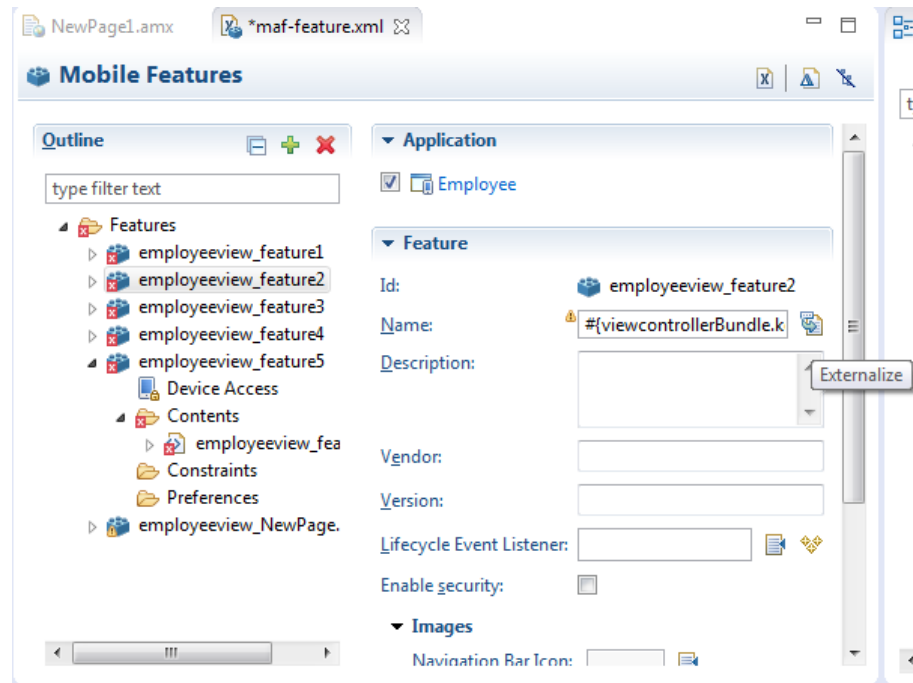 NewPage1.amx
*maf-feature.xml
Mobile Features
Outline
type filter text
Features
employeeview_feature1
employeeview_feature2
employeeview_feature3
employeeview_feature4
employeeview_feature5
Device Access
Contents
employeeview_fea
Constraints
Preferences
employeeview_NewPage.
Application
Employee
Feature
Id: employeeview_feature2
Name: #{viewcontrollerBundle.k
Description:
Externalize
Vendor:
Version:
Lifecycle Event Listener:
Enable security:
Images
Navigation Bar Icon:
t